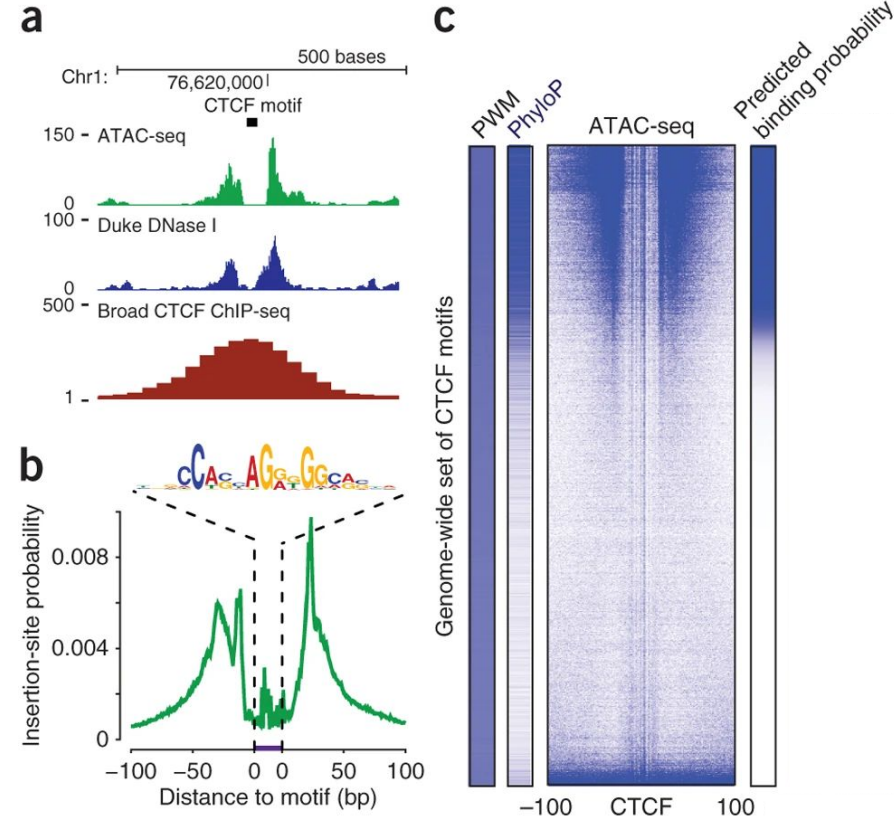 a
500 bases
Chr1:
76,620,000
CTCF motif
150
ATAC-seq
0
100
Duke DNase I
0
500
Broad CTCF ChIP-seq
1
b
Insertion-site probability
0.008
0.004
0
−100 −50 0 0 50 100
Distance to motif (bp)
c
PWM
PhyloP
ATAC-seq
Predicted
binding probability
Genome-wide set of CTCF motifs
−100 CTCF 100